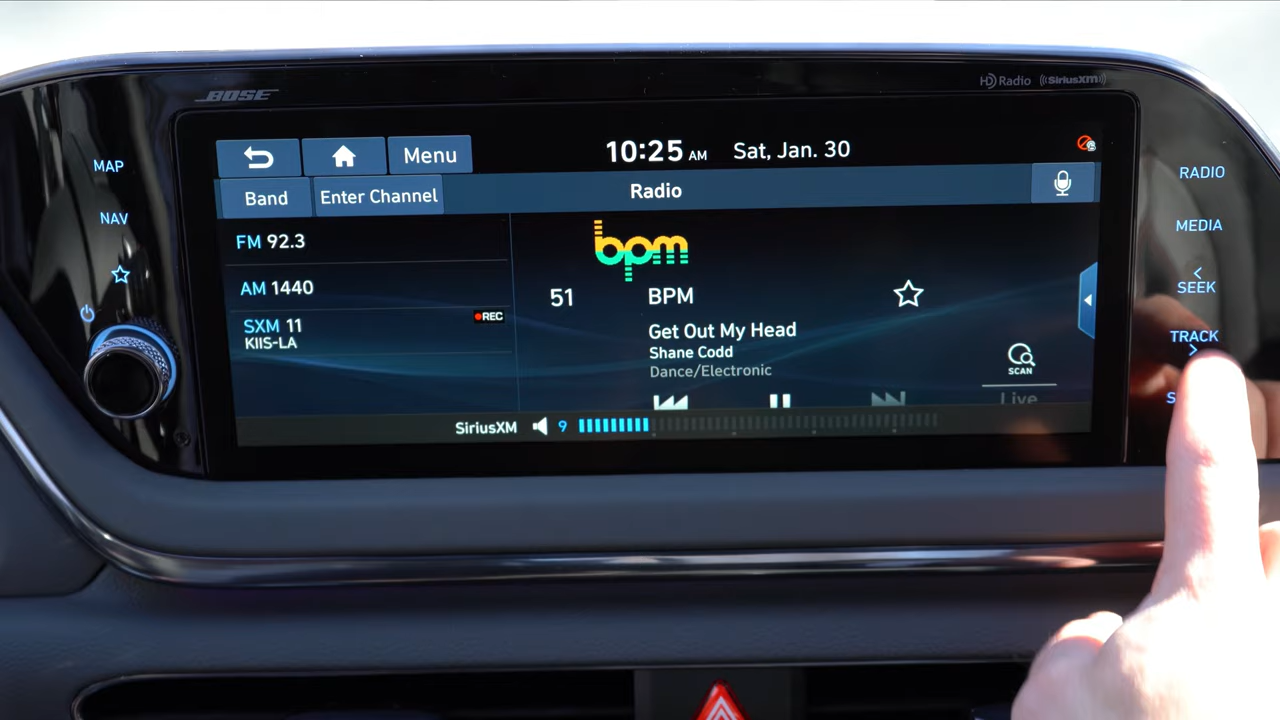 BOSE
HD Radio
((SiriusXM))
MAP
NAV
Menu
10:25 AM
Sat, Jan. 30
Band
Enter Channel
Radio
FM 92.3
AM 1440
SXM 11
KIIS-LA
REC
bpm
51
BPM
Get Out My Head
Shane Codd
Dance/Electronic
SCAN
Live
SiriusXM
9
RADIO
MEDIA
<
SEEK
TRACK
>